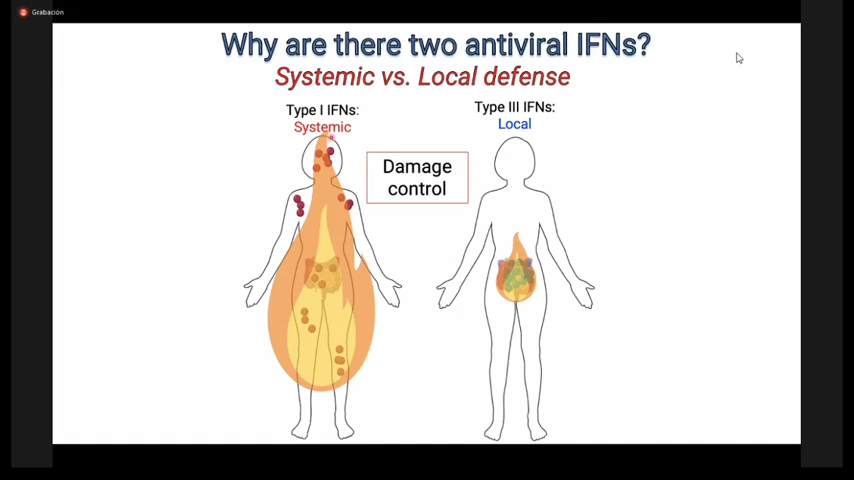 Grabación
Why are there two antiviral IFNs?
Systemic vs. Local defense
Type I IFNs:
Systemic
Type III IFNs:
Local
Damage
control